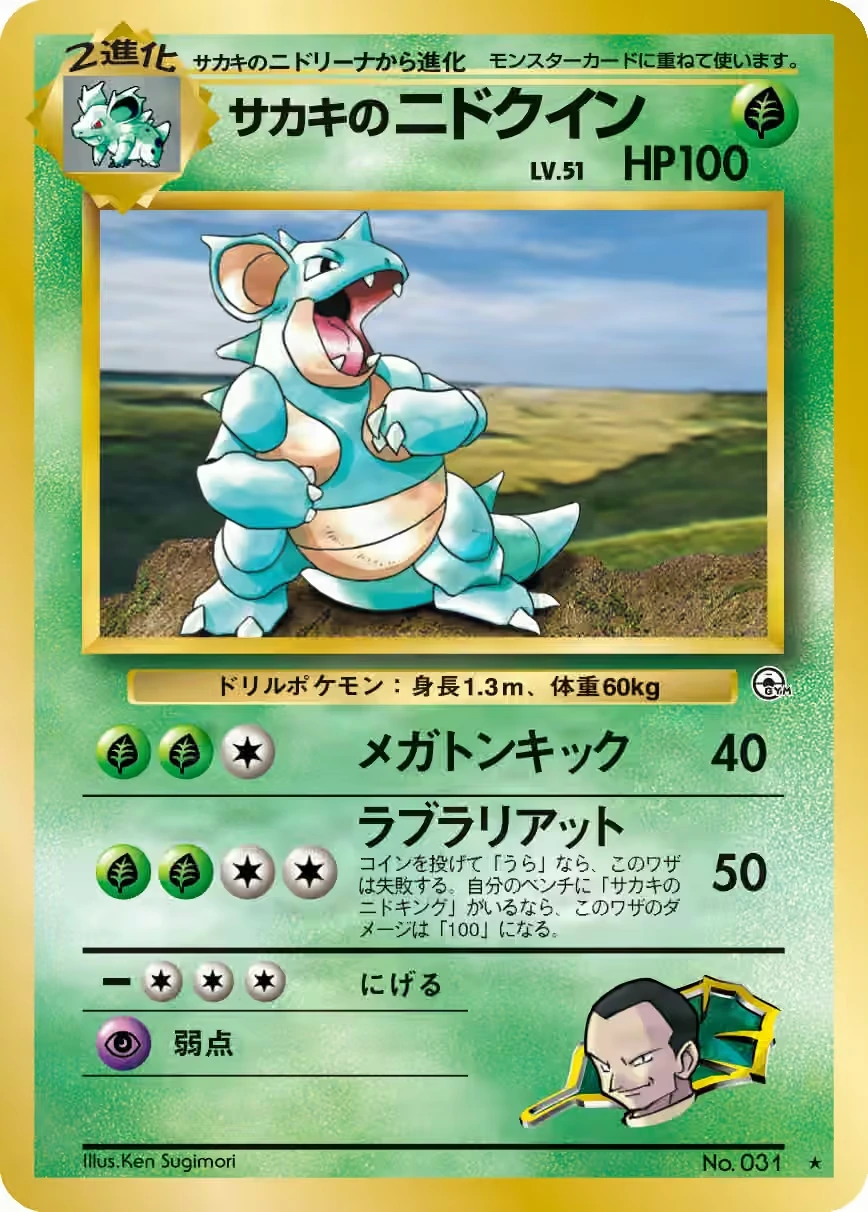 2進化 サカキのニドリーナから進化 モンスターカードに重ねて使います。
サカキのニドクイン
LV.51 HP100
ドリルポケモン：身長1.3m、体重60kg
GYM
メガトンキック 40
ラブラリアット 50
コインを投げて「うら」なら、このワザ
は失敗する。自分のベンチに「サカキの
ニドキング」がいるなら、このワザのダ
メージは「100」になる。
にげる
弱点
Illus.Ken Sugimori No.031